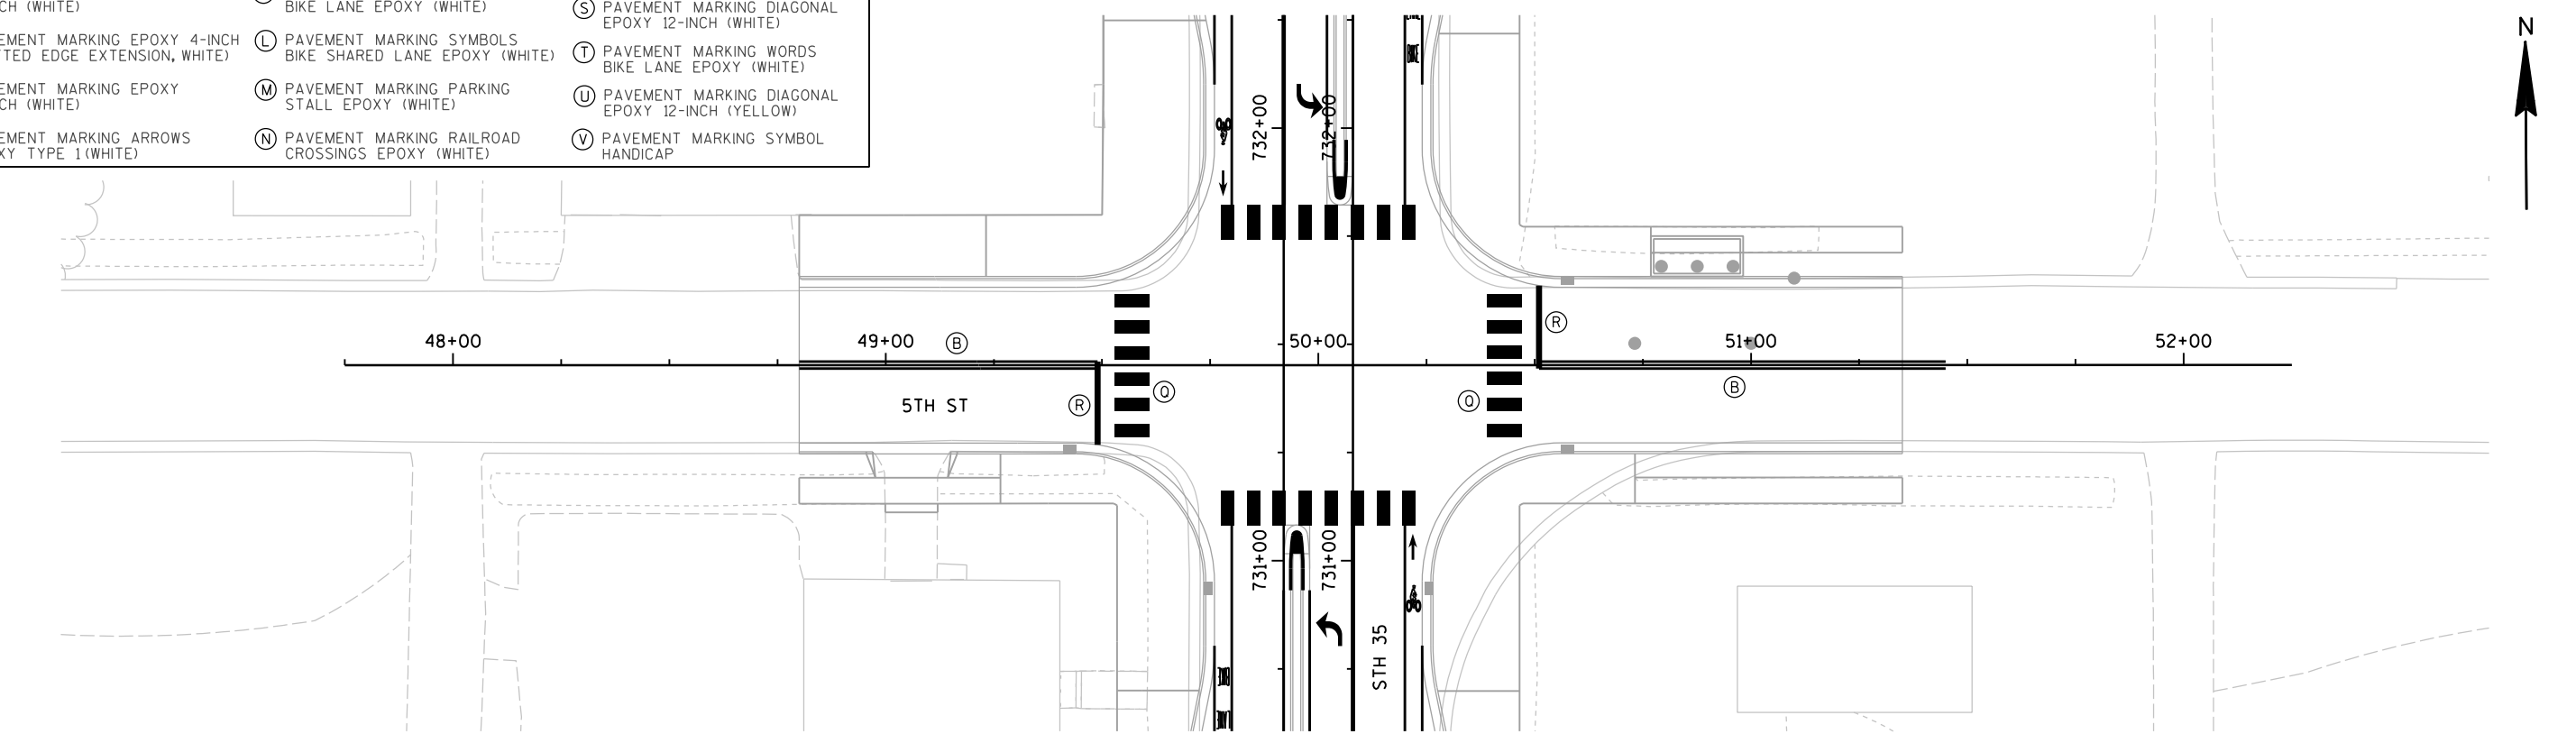 CH (WHITE)
EMENT MARKING EPOXY 4-INCH
TTED EDGE EXTENSION, WHITE)
EMENT MARKING EPOXY
CH (WHITE)
EMENT MARKING ARROWS
XY TYPE 1 (WHITE)
BIKE LANE EPOXY (WHITE)
L PAVEMENT MARKING SYMBOLS
BIKE SHARED LANE EPOXY (WHITE)
M PAVEMENT MARKING PARKING
STALL EPOXY (WHITE)
N PAVEMENT MARKING RAILROAD
CROSSINGS EPOXY (WHITE)
S PAVEMENT MARKING DIAGONAL
EPOXY 12-INCH (WHITE)
T PAVEMENT MARKING WORDS
BIKE LANE EPOXY (WHITE)
U PAVEMENT MARKING DIAGONAL
EPOXY 12-INCH (YELLOW)
V PAVEMENT MARKING SYMBOL
HANDICAP
N
732+00
732+00
R
48+00
49+00
B
50+00
51+00
52+00
B
Q
Q
R
5TH ST
731+00
731+00
STH 35